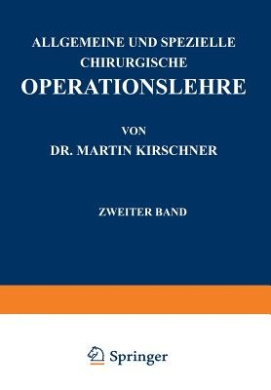 ALLGEMEINE UND SPEZIELLE
CHIRURGISCHE
OPERATIONSLEHRE
VON
DR. MARTIN KIRSCHNER
ZWEITER BAND
Springer